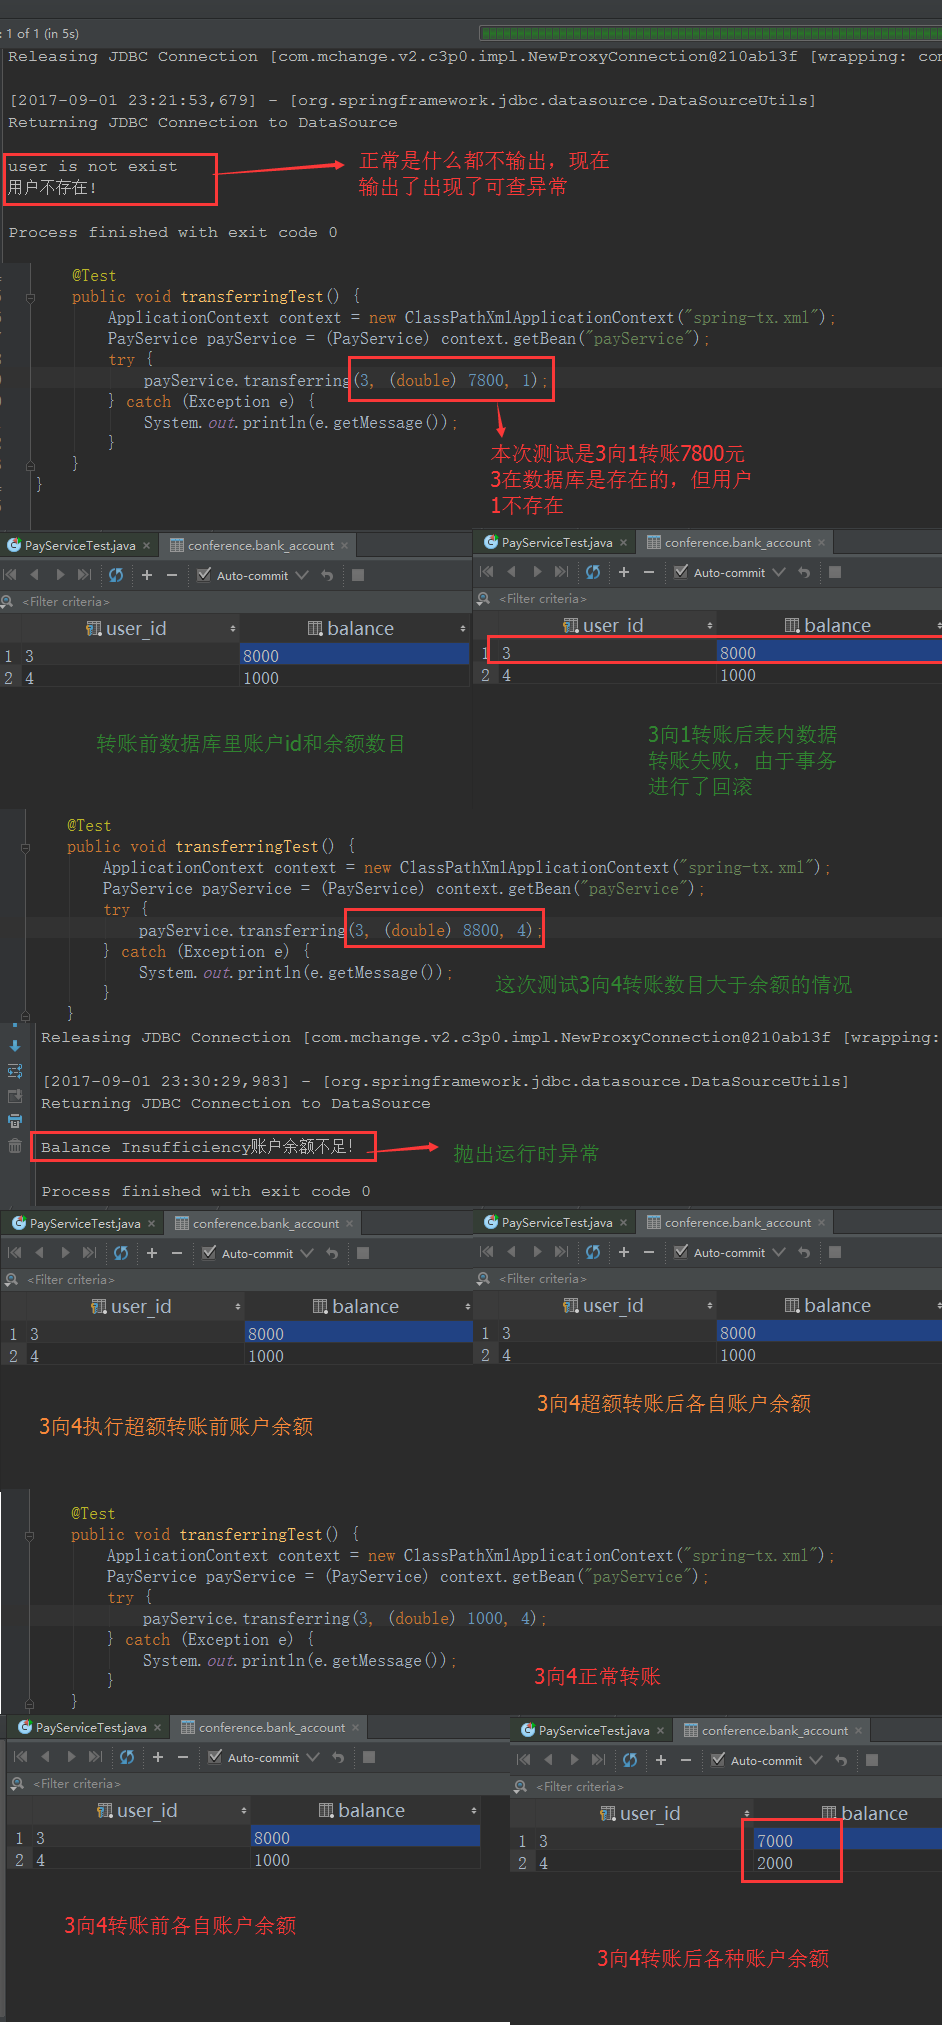 : 1 of 1 (in 5s)
Releasing JDBC Connection [com.mchange.v2.c3p0.impl.NewProxyConnection@210ab13f [wrapping: com
[2017-09-01 23:21:53,679] - [org.springframework.jdbc.datasource.DataSourceUtils]
Returning JDBC Connection to DataSource
user is not exist
用户不存在!
正常是什么都不输出，现在
输出了出现了可查异常
Process finished with exit code 0
@Test
public void transferringTest() {
ApplicationContext context = new ClassPathXmlApplicationContext("spring-tx.xml");
PayService payService = (PayService) context.getBean("payService");
try {
payService.transferring(3, (double) 7800, 1);
} catch (Exception e) {
System.out.println(e.getMessage());
}
}
}
本次测试是3向1转账7800元
3在数据库是存在的，但用户
1不存在
PayServiceTest.java × conference.bank_account ×
Auto-commit
<Filter criteria>
user_id balance
1 3 8000
2 4 1000
转账前数据库里账户id和余额数目
PayServiceTest.java × conference.bank_account ×
Auto-commit
<Filter criteria>
user_id balance
1 3 8000
2 4 1000
3向1转账后表内数据
转账失败，由于事务
进行了回滚
@Test
public void transferringTest() {
ApplicationContext context = new ClassPathXmlApplicationContext("spring-tx.xml");
PayService payService = (PayService) context.getBean("payService");
try {
payService.transferring(3, (double) 8800, 4);
} catch (Exception e) {
System.out.println(e.getMessage());
}
}
这次测试3向4转账数目大于余额的情况
Releasing JDBC Connection [com.mchange.v2.c3p0.impl.NewProxyConnection@210ab13f [wrapping:
[2017-09-01 23:30:29,983] - [org.springframework.jdbc.datasource.DataSourceUtils]
Returning JDBC Connection to DataSource
Balance Insufficiency账户余额不足!
抛出运行时异常
Process finished with exit code 0
PayServiceTest.java × conference.bank_account ×
Auto-commit
<Filter criteria>
user_id balance
1 3 8000
2 4 1000
3向4执行超额转账前账户余额
PayServiceTest.java × conference.bank_account ×
Auto-commit
<Filter criteria>
user_id balance
1 3 8000
2 4 1000
3向4超额转账后各自账户余额
@Test
public void transferringTest() {
ApplicationContext context = new ClassPathXmlApplicationContext("spring-tx.xml");
PayService payService = (PayService) context.getBean("payService");
try {
payService.transferring(3, (double) 1000, 4);
} catch (Exception e) {
System.out.println(e.getMessage());
}
}
3向4正常转账
PayServiceTest.java × conference.bank_account ×
Auto-commit
<Filter criteria>
user_id balance
1 3 8000
2 4 1000
3向4转账前各自账户余额
PayServiceTest.java × conference.bank_account ×
Auto-commit
<Filter criteria>
user_id balance
1 3 7000
2 4 2000
3向4转账后各种账户余额